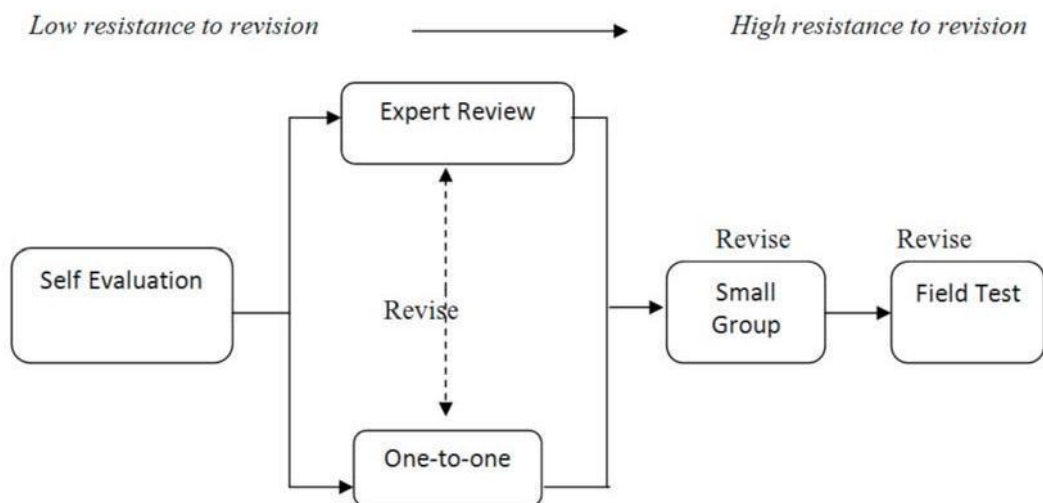 Low resistance to revision
High resistance to revision
Expert Review
Self Evaluation
Revise
One-to-one
Revise
Small
Group
Revise
Field Test